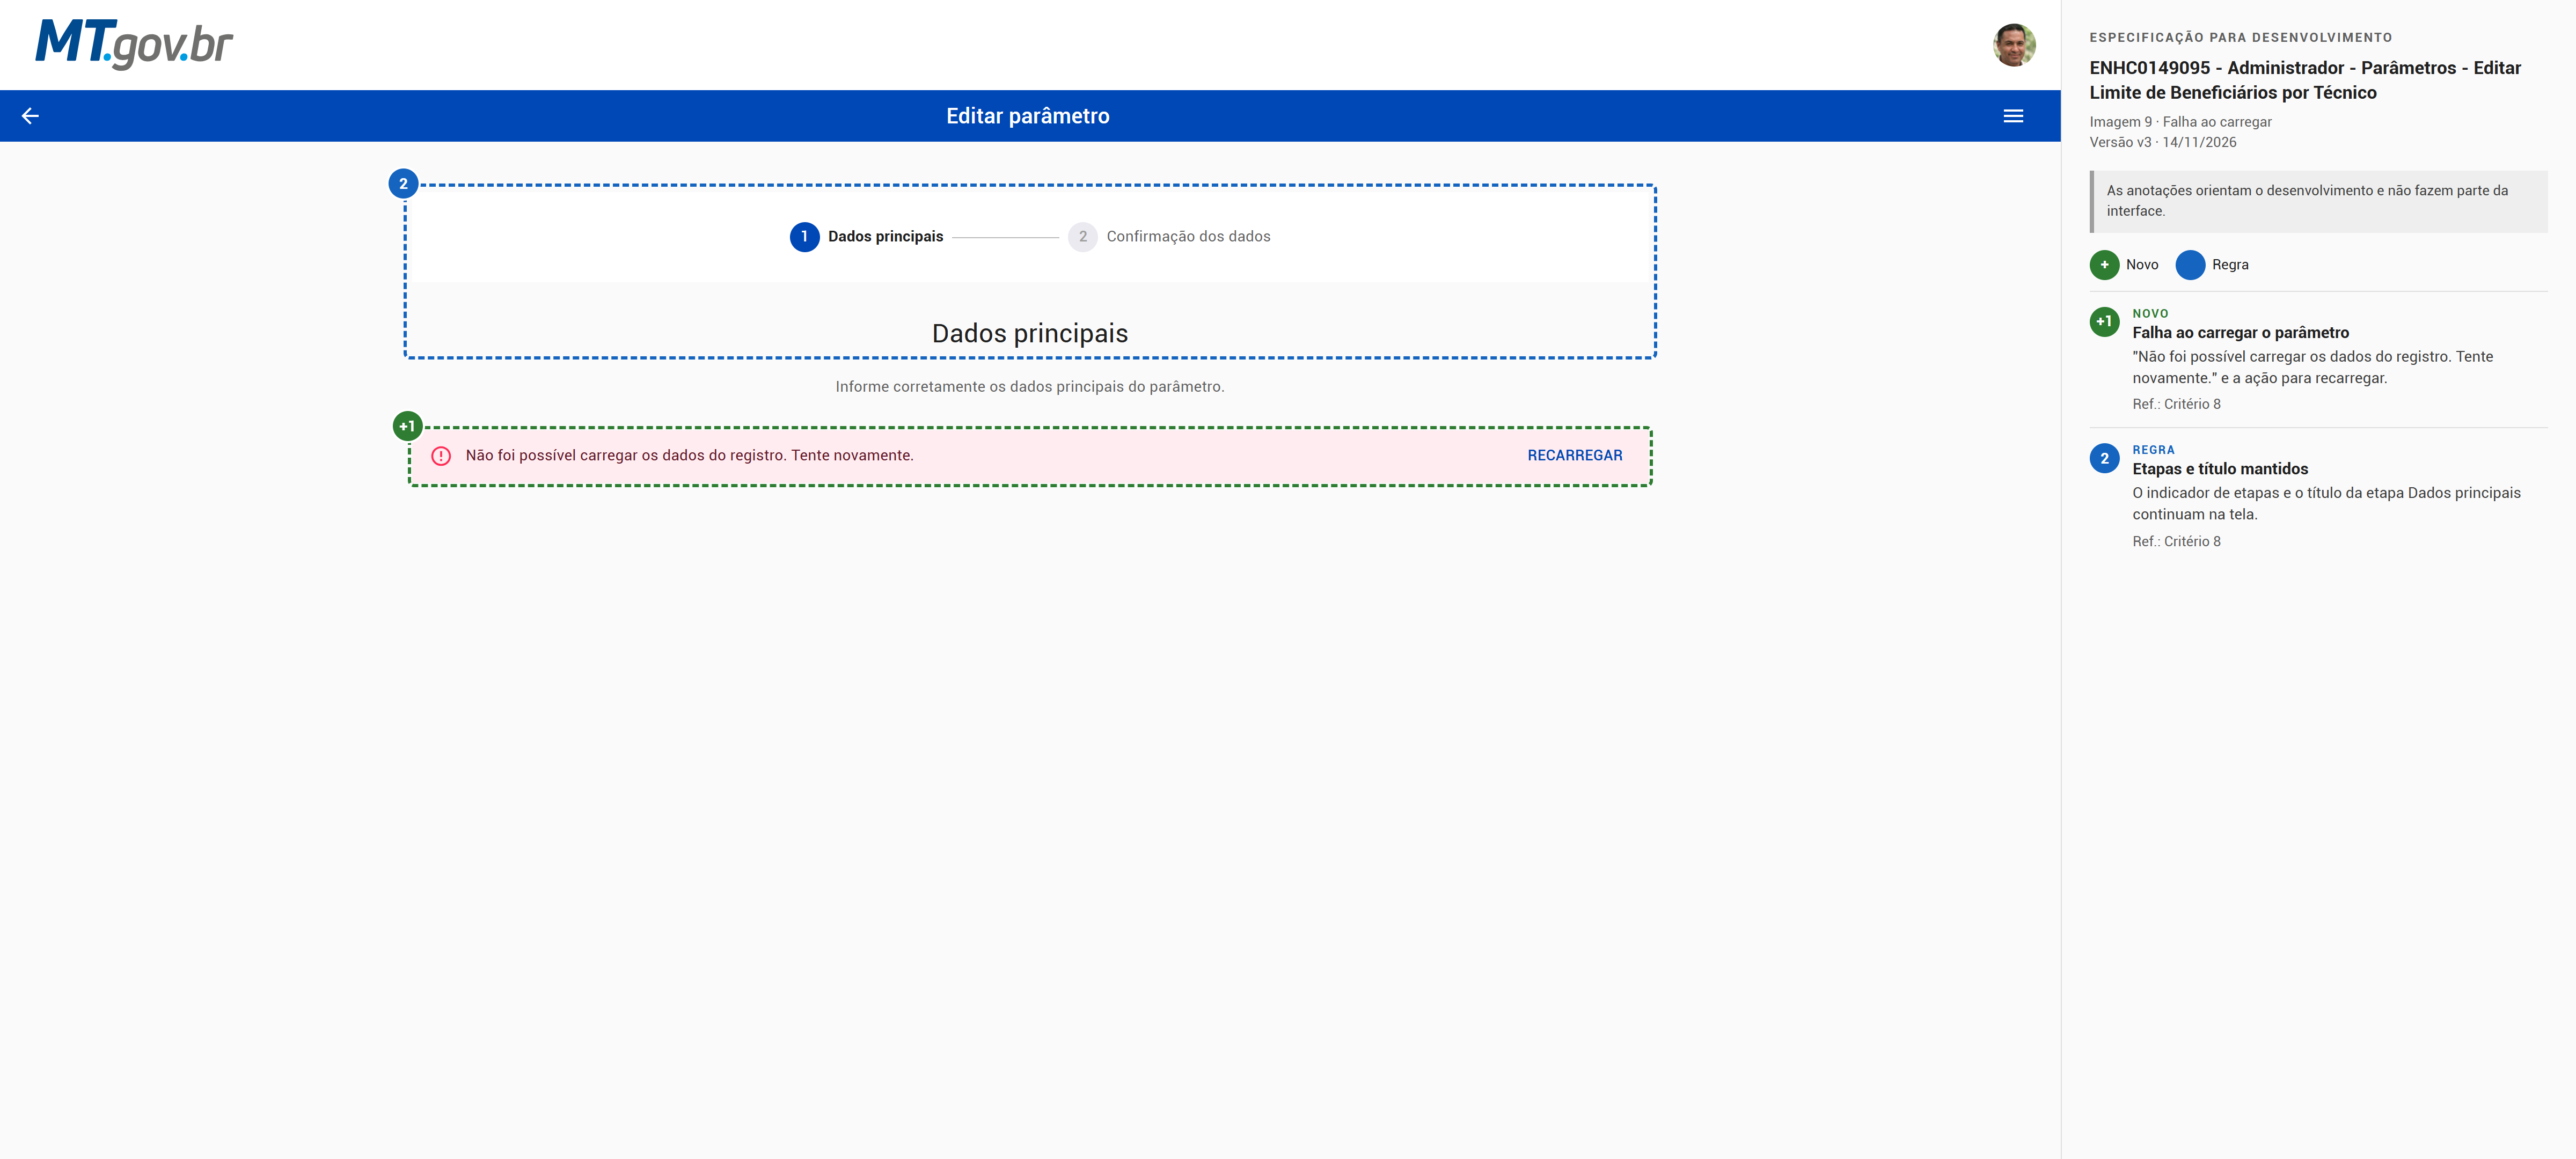 MT.gov.br
Editar parâmetro
2
1 Dados principais 2 Confirmação dos dados
Dados principais
Informe corretamente os dados principais do parâmetro.
+1
Não foi possível carregar os dados do registro. Tente novamente. RECARREGAR
ESPECIFICAÇÃO PARA DESENVOLVIMENTO
ENHC0149095 - Administrador - Parâmetros - Editar
Limite de Beneficiários por Técnico
Imagem 9 · Falha ao carregar
Versão v3 · 14/11/2026
As anotações orientam o desenvolvimento e não fazem parte da
interface.
+ Novo Regra
+1 NOVO
Falha ao carregar o parâmetro
"Não foi possível carregar os dados do registro. Tente
novamente." e a ação para recarregar.
Ref.: Critério 8
2 REGRA
Etapas e título mantidos
O indicador de etapas e o título da etapa Dados principais
continuam na tela.
Ref.: Critério 8